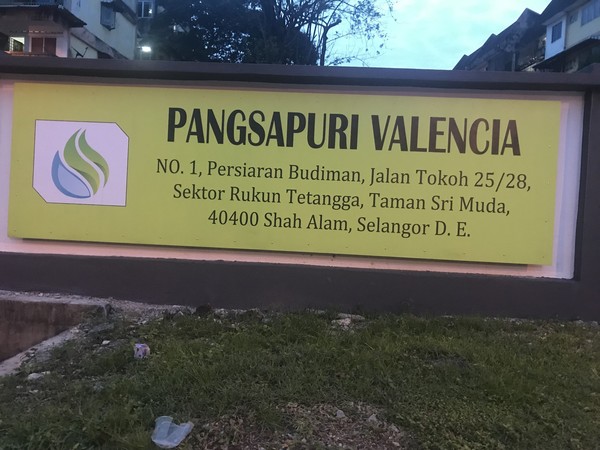 PANGSAPURI VALENCIA
NO. 1, Persiaran Budiman, Jalan Tokoh 25/28,
Sektor Rukun Tetangga, Taman Sri Muda,
40400 Shah Alam, Selangor D. E.